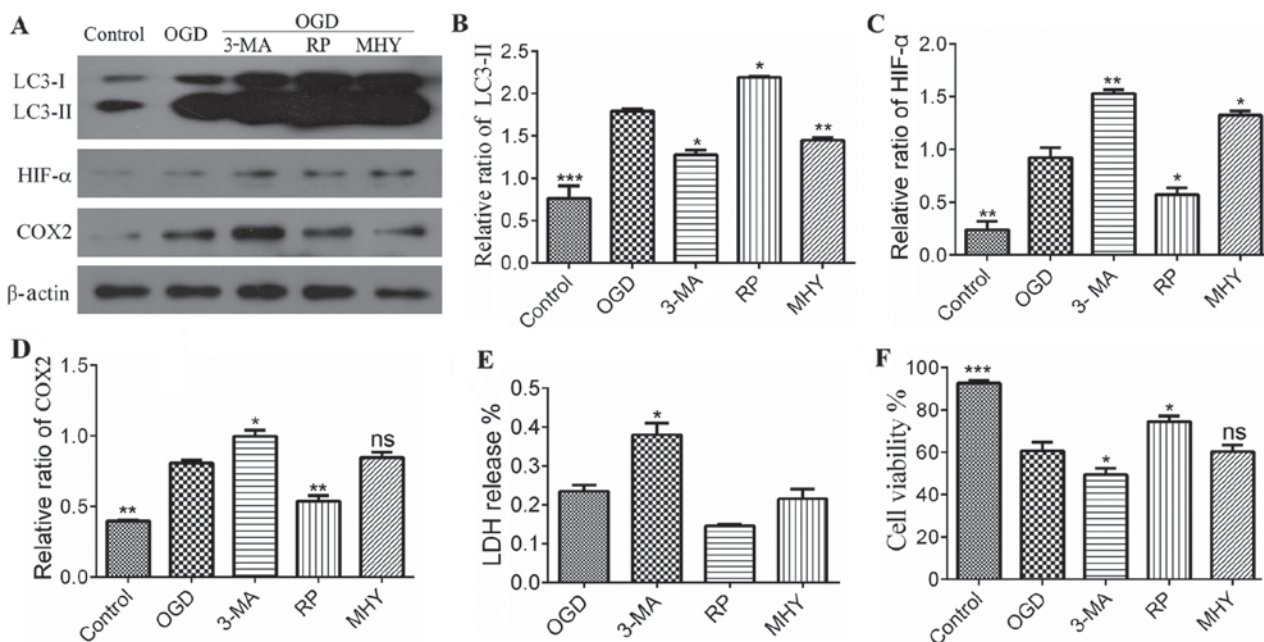 A
Control OGD OGD
3-MA RP MHY
LC3-I
LC3-II
HIF-α
COX2
β-actin
B
Relative ratio of LC3-II
2.5
2.0
1.5
1.0
0.5
0.0
***
*
*
**
Control OGD 3-MA RP MHY
C
Relative ratio of HIF-α
1.5
1.0
0.5
0.0
**
**
*
*
Control OGD 3- MA RP MHY
D
Relative ratio of COX2
1.5
1.0
0.5
0.0
**
*
**
ns
Control OGD 3-MA RP MHY
E
LDH release %
0.5
0.4
0.3
0.2
0.1
0.0
*
OGD 3-MA RP MHY
F
Cell viability %
100
80
60
40
20
0
***
*
*
ns
Control OGD 3-MA RP MHY